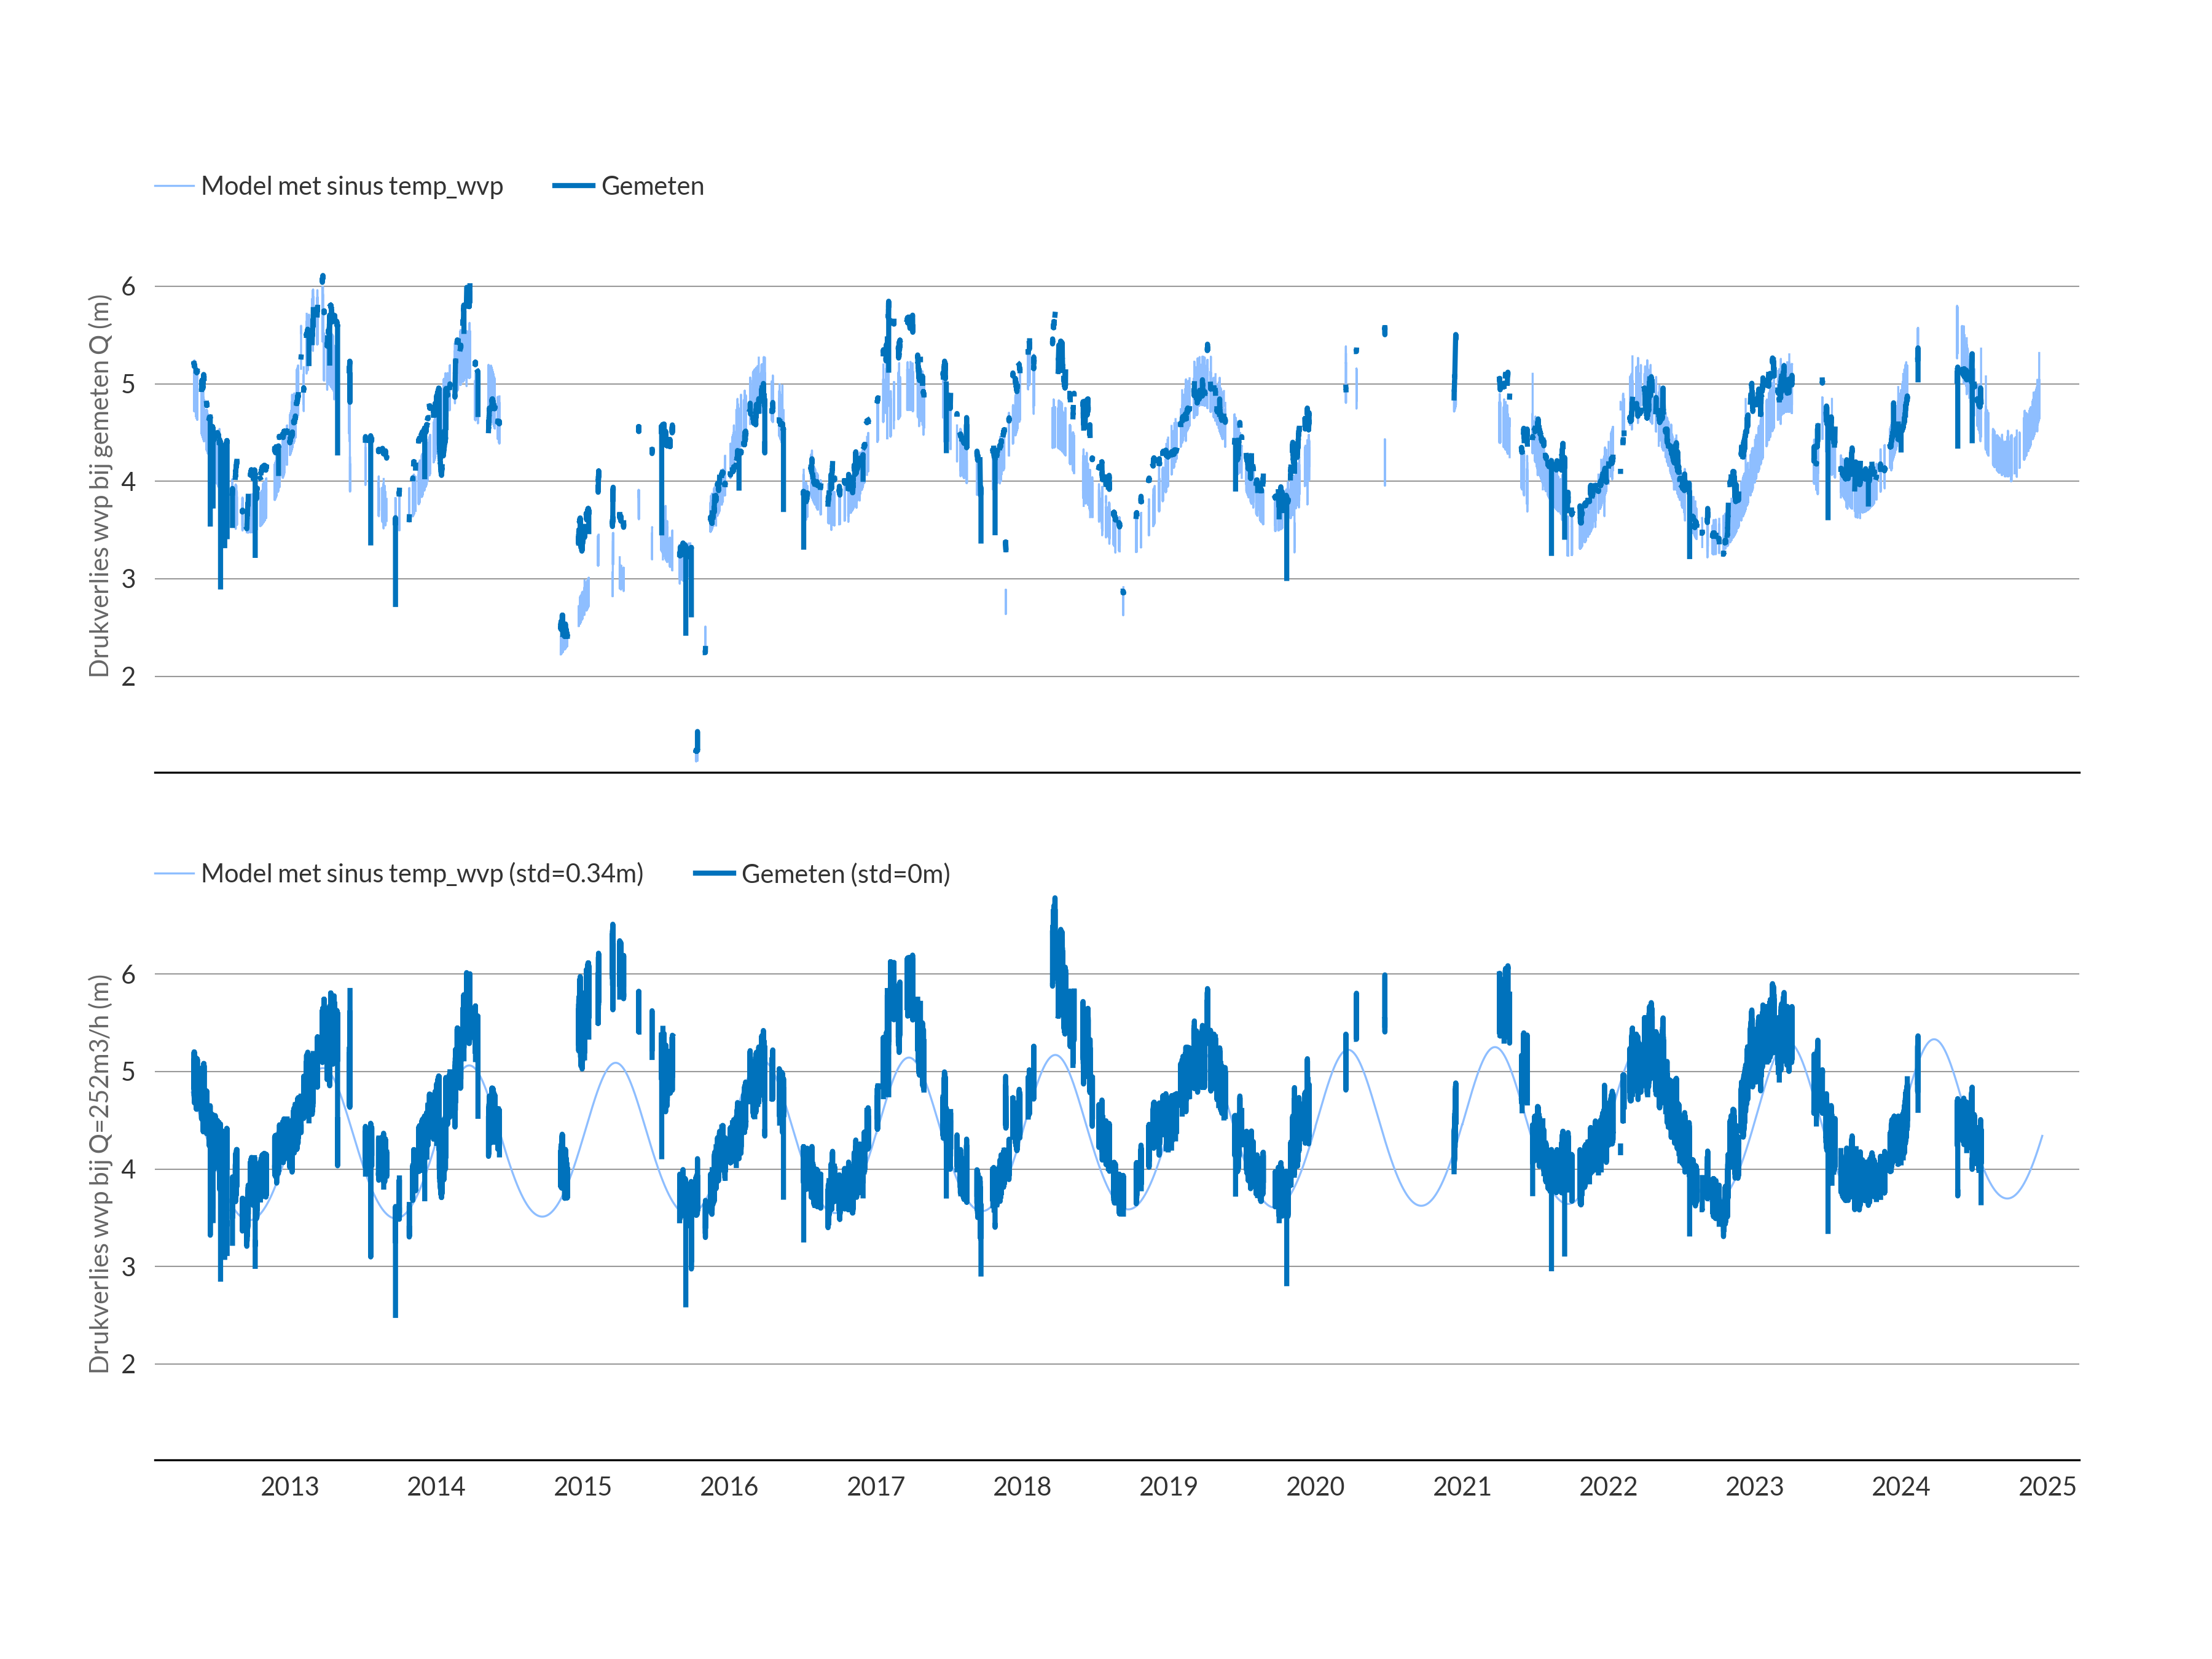 Model met sinus temp_wvp Gemeten
Drukverlies wvp bij gemeten Q (m)
6
5
4
3
2
Model met sinus temp_wvp (std=0.34m) Gemeten (std=0m)
Drukverlies wvp bij Q=252m3/h (m)
6
5
4
3
2
2013 2014 2015 2016 2017 2018 2019 2020 2021 2022 2023 2024 2025